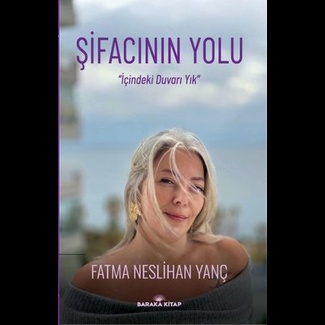 ŞİFACININ YOLU
“İçindeki Duvarı Yık”
FATMA NESLİHAN YANÇ
BARAKA KİTAP